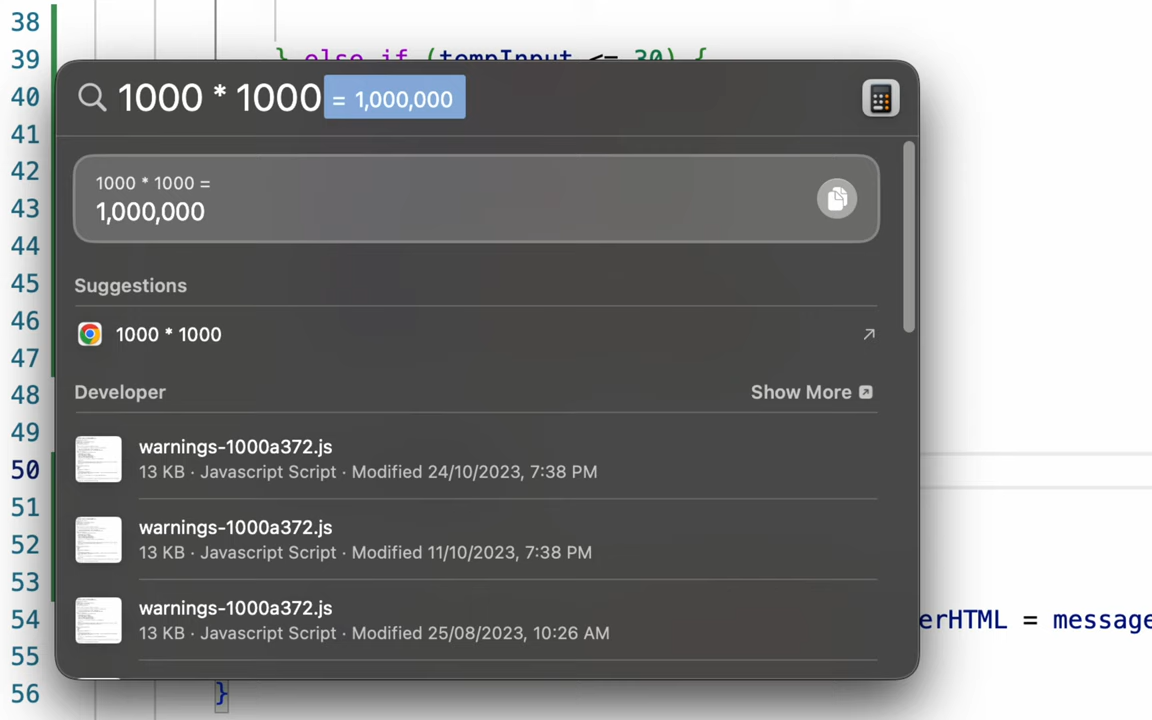 38
39 } else if (tempInput <= 30) {
40
1000 * 1000 = 1,000,000
41
42
1000 * 1000 =
43
1,000,000
44
45
Suggestions
46
1000 * 1000
47
48
Developer Show More
49
warnings-1000a372.js
50
13 KB · Javascript Script · Modified 24/10/2023, 7:38 PM
51
warnings-1000a372.js
52
13 KB · Javascript Script · Modified 11/10/2023, 7:38 PM
53
warnings-1000a372.js
54 erHTML = message
13 KB · Javascript Script · Modified 25/08/2023, 10:26 AM
55
56 }